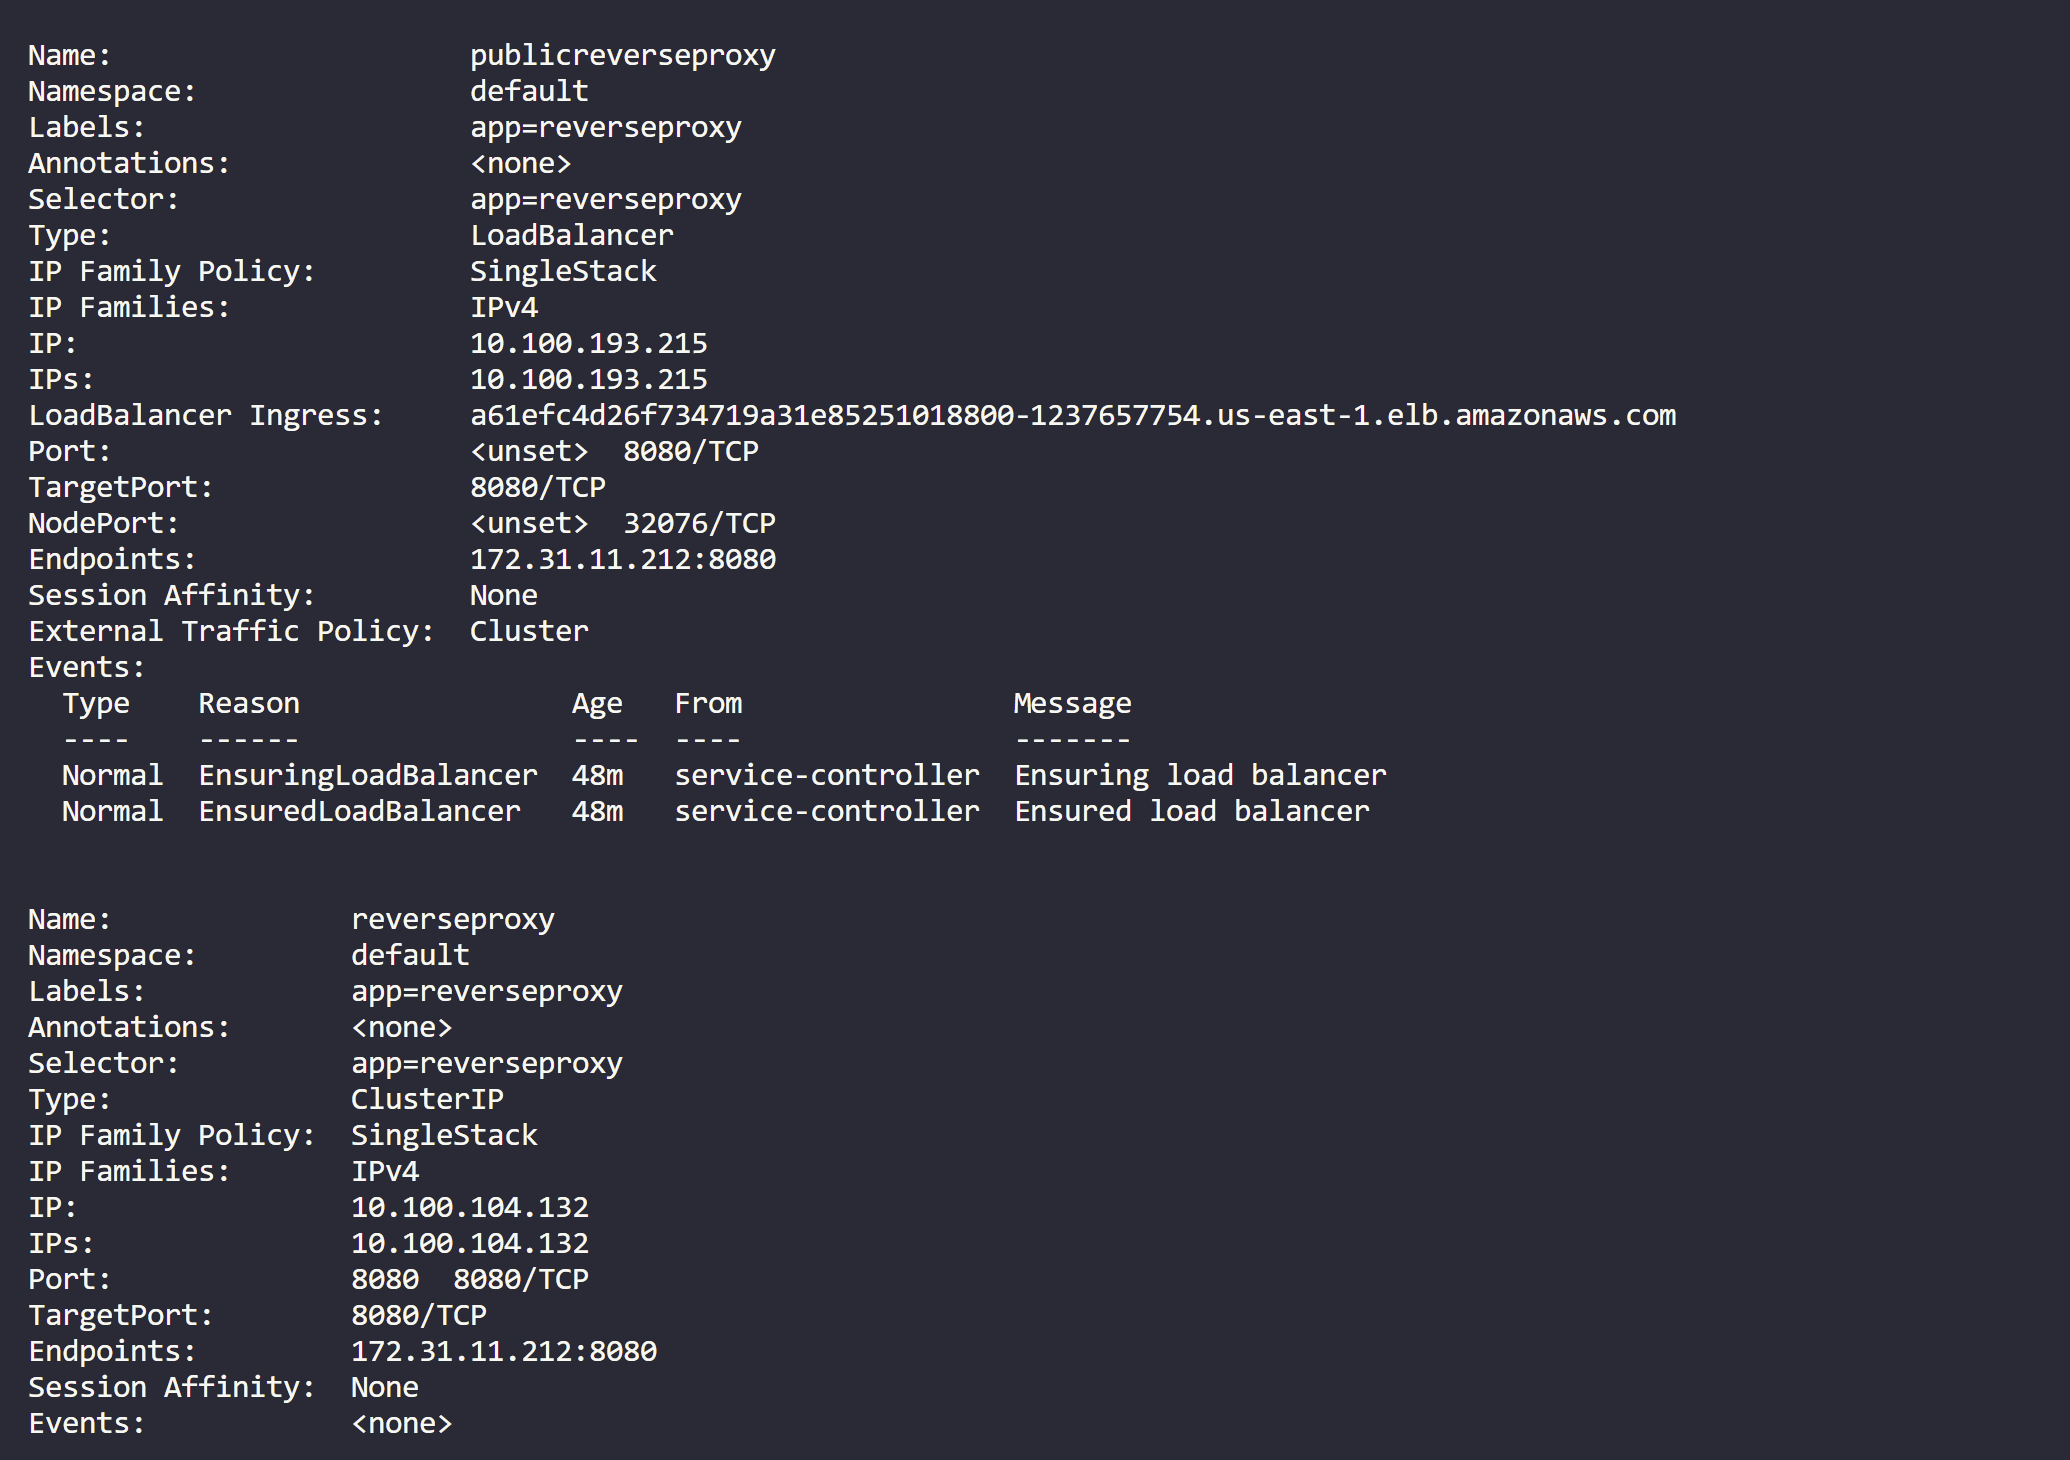 Name:                     publicreverseproxy
Namespace:                default
Labels:                   app=reverseproxy
Annotations:              <none>
Selector:                 app=reverseproxy
Type:                     LoadBalancer
IP Family Policy:         SingleStack
IP Families:              IPv4
IP:                       10.100.193.215
IPs:                      10.100.193.215
LoadBalancer Ingress:     a61efc4d26f734719a31e85251018800-1237657754.us-east-1.elb.amazonaws.com
Port:                     <unset>  8080/TCP
TargetPort:               8080/TCP
NodePort:                 <unset>  32076/TCP
Endpoints:                172.31.11.212:8080
Session Affinity:         None
External Traffic Policy:  Cluster
Events:
  Type    Reason                Age   From                Message
  ----    ------                ----  ----                -------
  Normal  EnsuringLoadBalancer  48m   service-controller  Ensuring load balancer
  Normal  EnsuredLoadBalancer   48m   service-controller  Ensured load balancer
Name:              reverseproxy
Namespace:         default
Labels:            app=reverseproxy
Annotations:       <none>
Selector:          app=reverseproxy
Type:              ClusterIP
IP Family Policy:  SingleStack
IP Families:       IPv4
IP:                10.100.104.132
IPs:               10.100.104.132
Port:              8080  8080/TCP
TargetPort:        8080/TCP
Endpoints:         172.31.11.212:8080
Session Affinity:  None
Events:            <none>